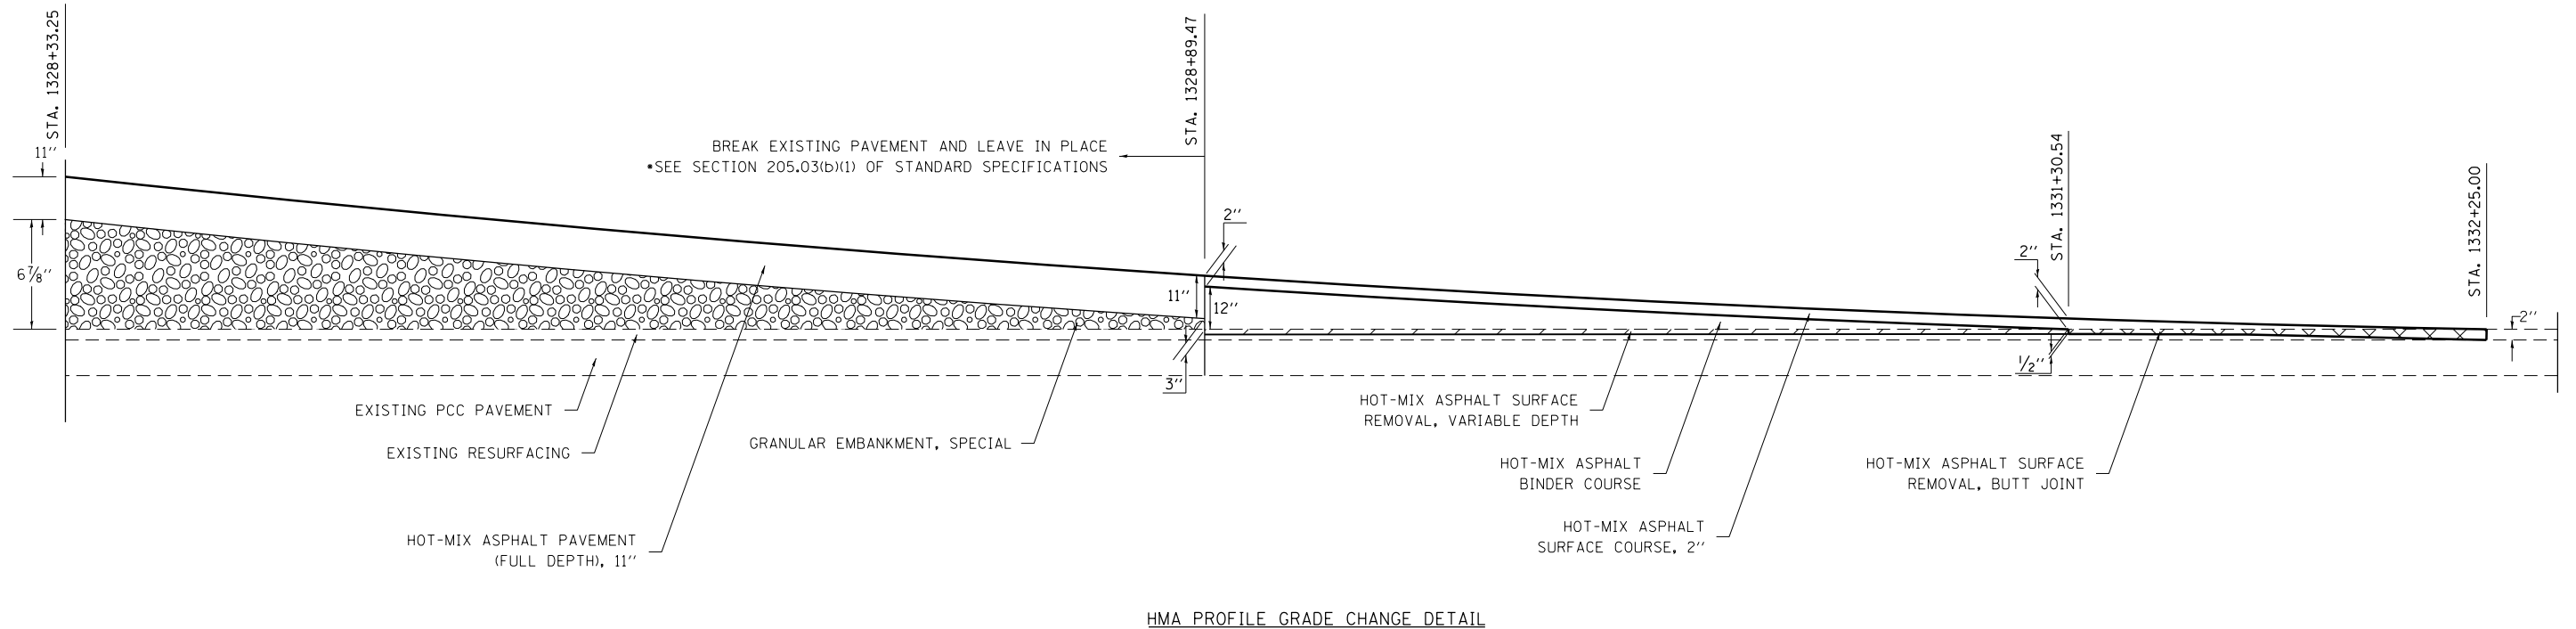 STA. 1328+33.25
STA. 1328+89.47
STA. 1331+30.54
STA. 1332+25.00
11"
6 7/8"
BREAK EXISTING PAVEMENT AND LEAVE IN PLACE
*SEE SECTION 205.03(b)(1) OF STANDARD SPECIFICATIONS
2"
11"
12"
3"
2"
1/2"
2"
EXISTING PCC PAVEMENT
EXISTING RESURFACING
GRANULAR EMBANKMENT, SPECIAL
HOT-MIX ASPHALT PAVEMENT
(FULL DEPTH), 11"
HOT-MIX ASPHALT SURFACE
REMOVAL, VARIABLE DEPTH
HOT-MIX ASPHALT
BINDER COURSE
HOT-MIX ASPHALT
SURFACE COURSE, 2"
HOT-MIX ASPHALT SURFACE
REMOVAL, BUTT JOINT
HMA PROFILE GRADE CHANGE DETAIL